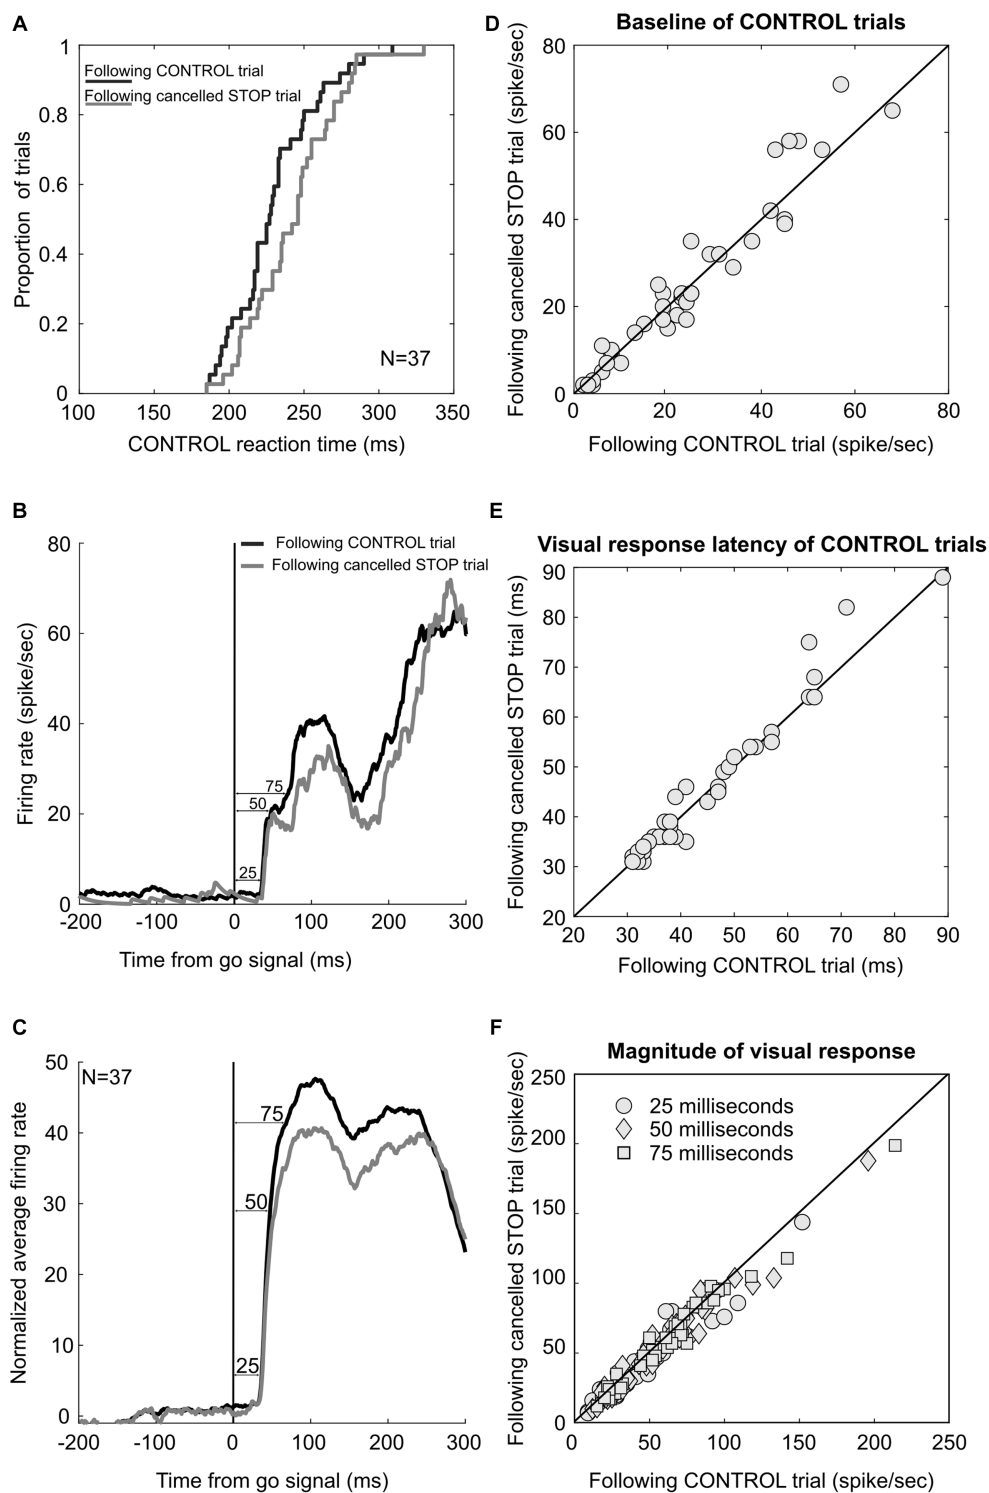 A
1
0.8
0.6
0.4
0.2
0
Proportion of trials
Following CONTROL trial
Following cancelled STOP trial
N=37
100 150 200 250 300 350
CONTROL reaction time (ms)
D
Baseline of CONTROL trials
80
60
40
20
0
Following cancelled STOP trial (spike/sec)
0 20 40 60 80
Following CONTROL trial (spike/sec)
B
80
60
40
20
0
Firing rate (spike/sec)
Following CONTROL trial
Following cancelled STOP trial
75
50
25
-200 -100 0 100 200 300
Time from go signal (ms)
E
Visual response latency of CONTROL trials
90
80
70
60
50
40
30
20
Following cancelled STOP trial (ms)
20 30 40 50 60 70 80 90
Following CONTROL trial (ms)
C
50
40
30
20
10
0
Normalized average firing rate
N=37
75
50
25
-200 -100 0 100 200 300
Time from go signal (ms)
F
Magnitude of visual response
250
200
150
100
50
0
Following cancelled STOP trial (spike/sec)
25 milliseconds
50 milliseconds
75 milliseconds
0 50 100 150 200 250
Following CONTROL trial (spike/sec)